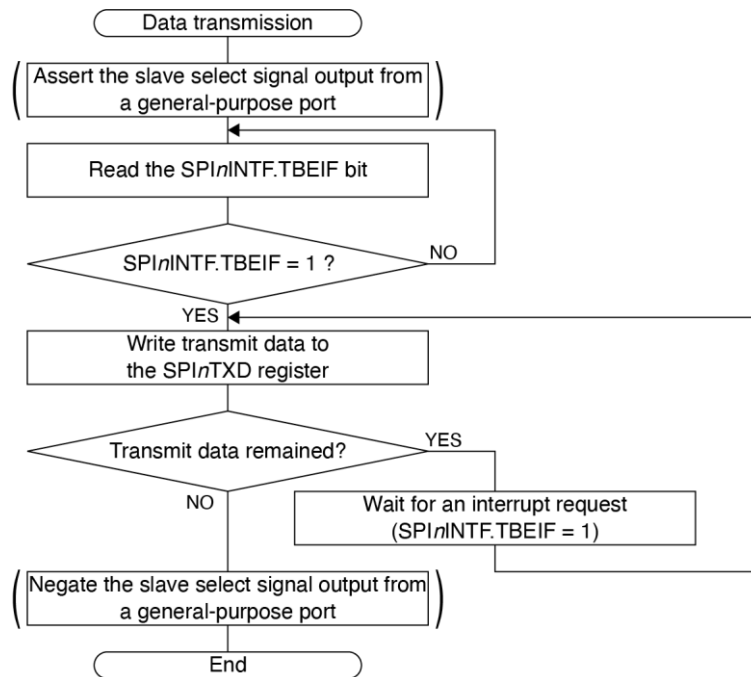 Data transmission
Assert the slave select signal output from
a general-purpose port
Read the SPInINTF.TBEIF bit
SPInINTF.TBEIF = 1 ?
NO
YES
Write transmit data to
the SPInTXD register
Transmit data remained?
YES
NO
Wait for an interrupt request
(SPInINTF.TBEIF = 1)
Negate the slave select signal output from
a general-purpose port
End